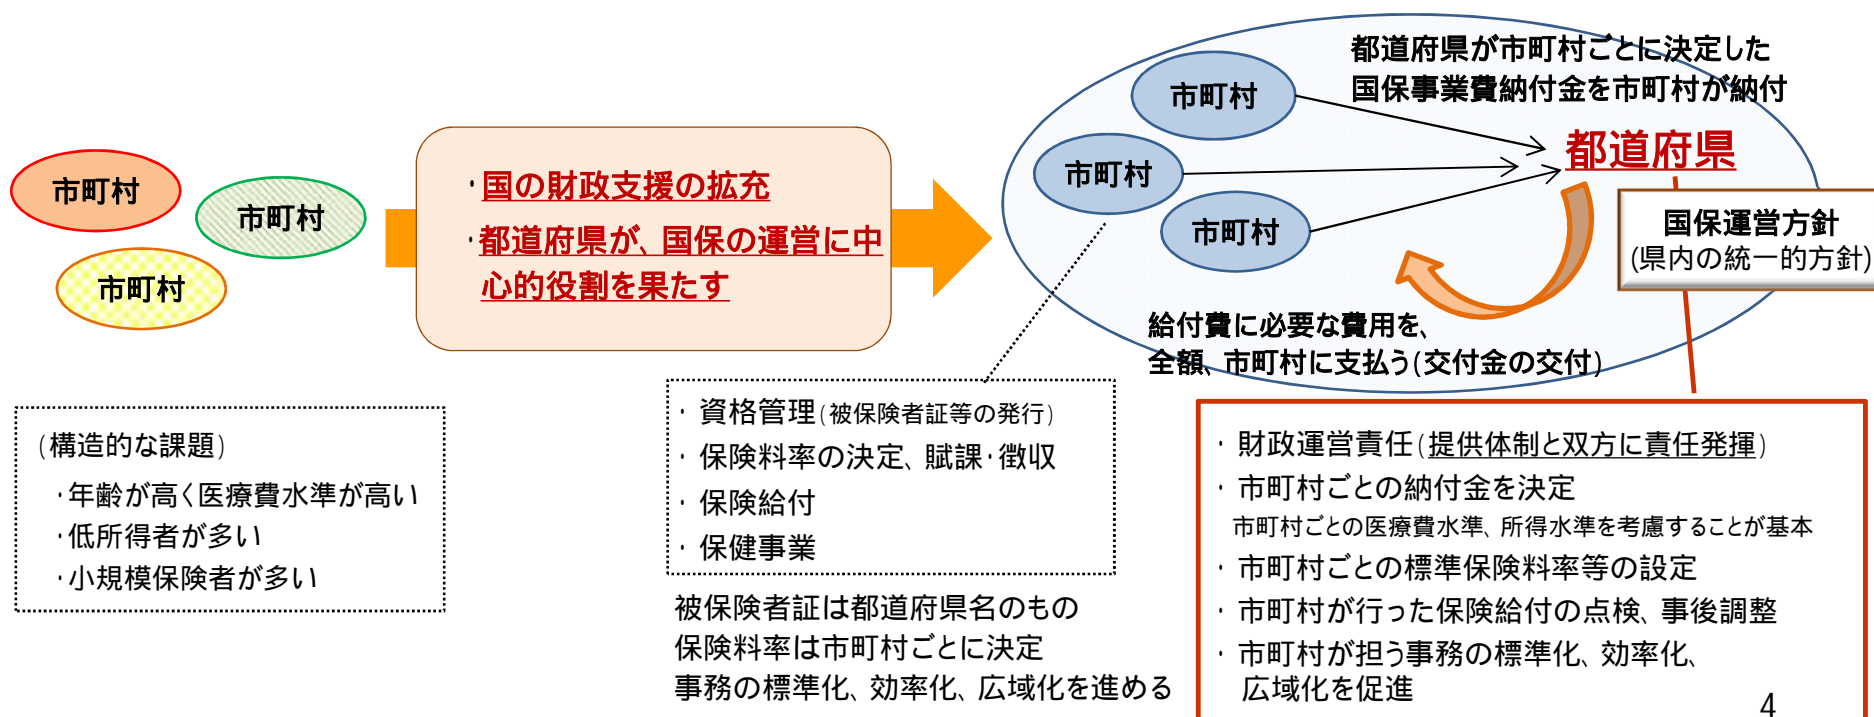 市町村
市町村
市町村
・国の財政支援の拡充
・都道府県が、国保の運営に中
心的役割を果たす
都道府県が市町村ごとに決定した
国保事業費納付金を市町村が納付
市町村
市町村
市町村
都道府県
国保運営方針
(県内の統一的方針)
給付費に必要な費用を、
全額、市町村に支払う(交付金の交付)
(構造的な課題)
・年齢が高く医療費水準が高い
・低所得者が多い
・小規模保険者が多い
・ 資格管理(被保険者証等の発行)
・ 保険料率の決定、賦課・徴収
・ 保険給付
・ 保健事業
被保険者証は都道府県名のもの
保険料率は市町村ごとに決定
事務の標準化、効率化、広域化を進める
・ 財政運営責任(提供体制と双方に責任発揮)
・ 市町村ごとの納付金を決定
市町村ごとの医療費水準、所得水準を考慮することが基本
・ 市町村ごとの標準保険料率等の設定
・ 市町村が行った保険給付の点検、事後調整
・ 市町村が担う事務の標準化、効率化、
広域化を促進
4